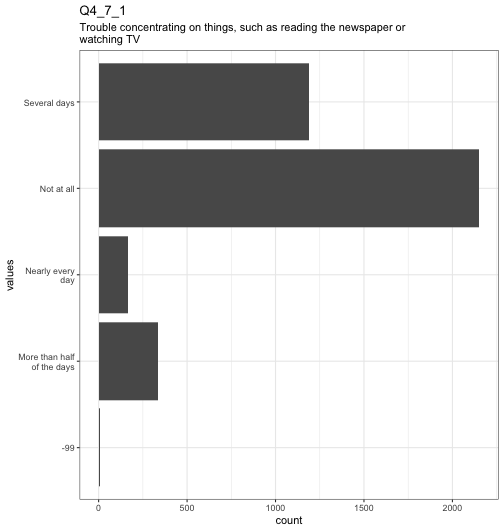 Q4_7_1
Trouble concentrating on things, such as reading the newspaper or
watching TV
Several days
Not at all
Nearly every
day
More than half
of the days
-99
values
0 500 1000 1500 2000
count